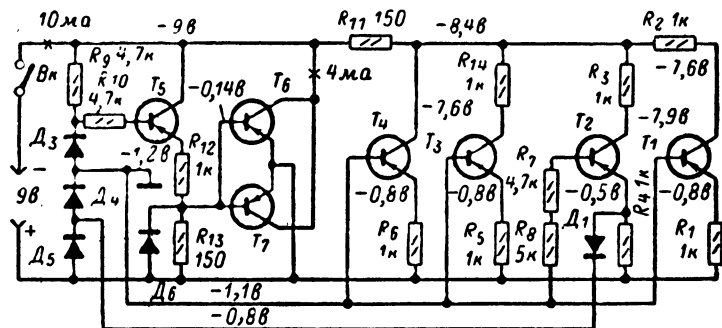 10 ма
-9в
R11 150
-8,4в
R2 1к
Вк
R9 4,7к
R10
4,7к
T5
-0,14в
T6
4ма
R14
1к
R3
1к
-7,6в
-7,6в
-7,9в
T4
T3
T2
T1
Д3
-1,2в
R12
1к
-0,8в
-0,8в
R7
4,7к
-0,5в
R4 1к
-0,8в
-
9в
+
Д4
T7
Д1
Д5
R13
150
R6
1к
R5
1к
R8
5к
R1
1к
Д6
-1,1в
-0,8в